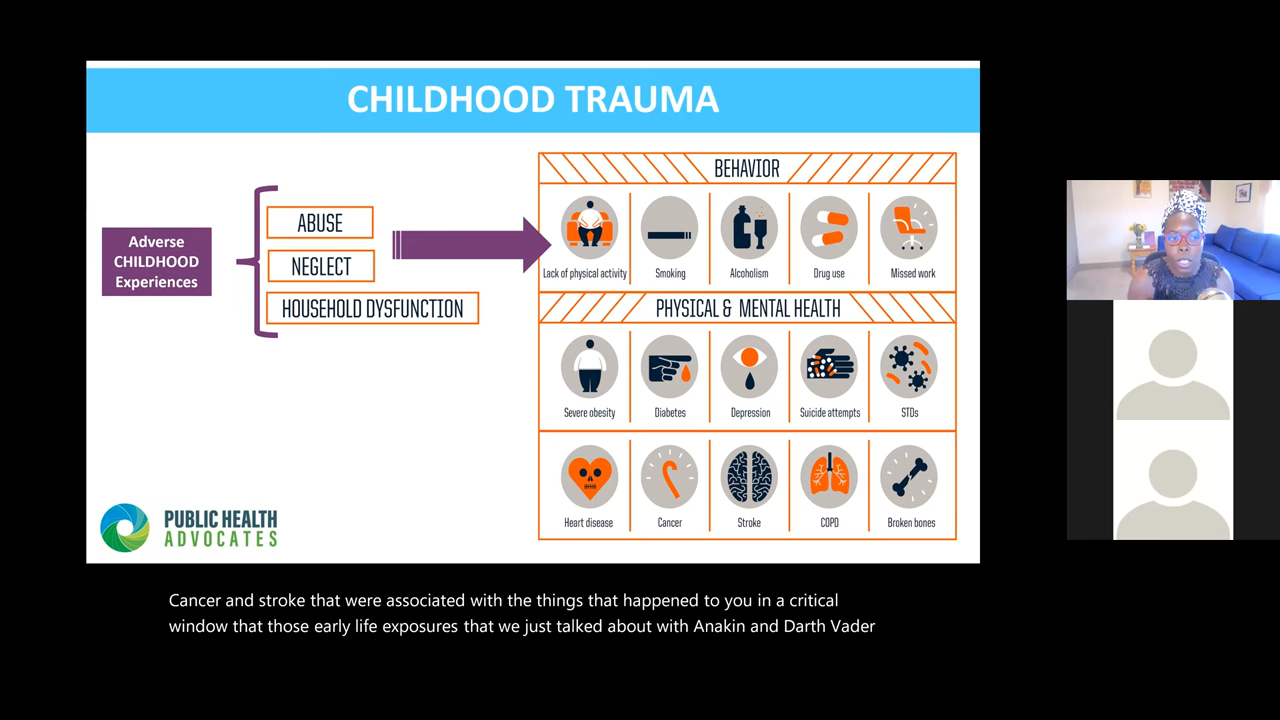 CHILDHOOD TRAUMA
Adverse
CHILDHOOD
Experiences
ABUSE
NEGLECT
HOUSEHOLD DYSFUNCTION
BEHAVIOR
Lack of physical activity
Smoking
Alcoholism
Drug use
Missed work
PHYSICAL & MENTAL HEALTH
Severe obesity
Diabetes
Depression
Suicide attempts
STDs
Heart disease
Cancer
Stroke
COPD
Broken bones
PUBLIC HEALTH
ADVOCATES
Cancer and stroke that were associated with the things that happened to you in a critical
window that those early life exposures that we just talked about with Anakin and Darth Vader